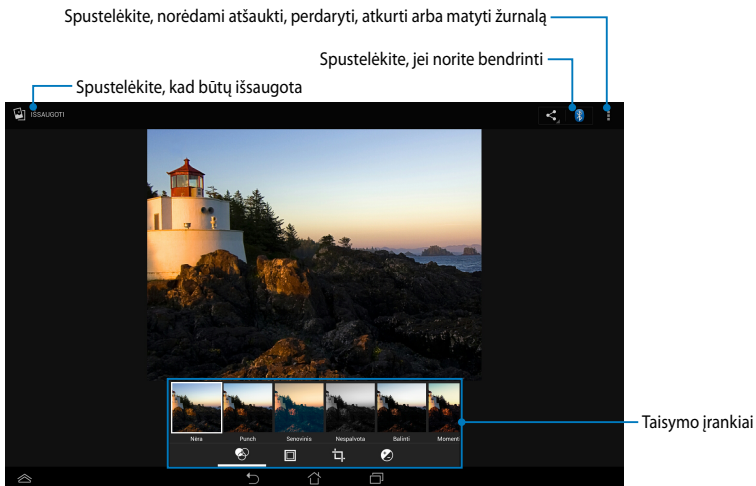 Spustelėkite, norėdami atšaukti, perdaryti, atkurti arba matyti žurnalą
Spustelėkite, jei norite bendrinti
Spustelėkite, kad būtų išsaugota
IŠSAUGOTI
Nėra Punch Senovinis Nespalvota Balinti Moment
Taisymo įrankiai